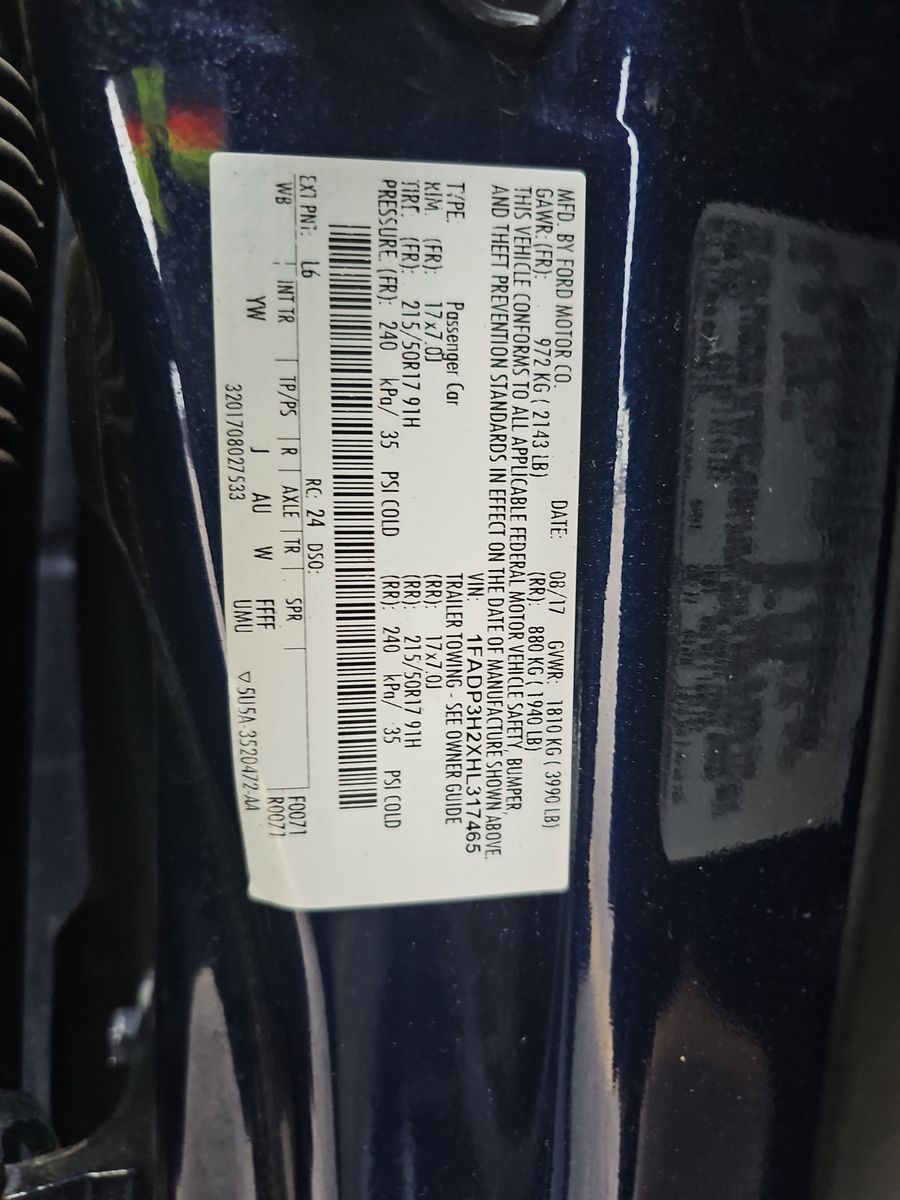 MFD. BY FORD MOTOR CO.
DATE: 08/17 GVWR: 1810 KG ( 3990 LB)
GAWR: (FR): 972 KG ( 2143 LB) (RR): 880 KG ( 1940 LB)
THIS VEHICLE CONFORMS TO ALL APPLICABLE FEDERAL MOTOR VEHICLE SAFETY, BUMPER,
AND THEFT PREVENTION STANDARDS IN EFFECT ON THE DATE OF MANUFACTURE SHOWN ABOVE.
VIN: 1FADP3H2XHL317465
TYPE: Passenger Car TRAILER TOWING - SEE OWNER GUIDE
RIM: (FR): 17x7.0J (RR): 17x7.0J
TIRE: (FR): 215/50R17 91H (RR): 215/50R17 91H
PRESSURE: (FR): 240 kPa/ 35 PSI COLD (RR): 240 kPa/ 35 PSI COLD
EXT PNT: L6 RC: 24 DSO: F0071
WB INT TR TP/PS R AXLE TR SPR R0071
YW J AU W FFFF
3201708027533 UMU ▽5U5A-3520472-AA